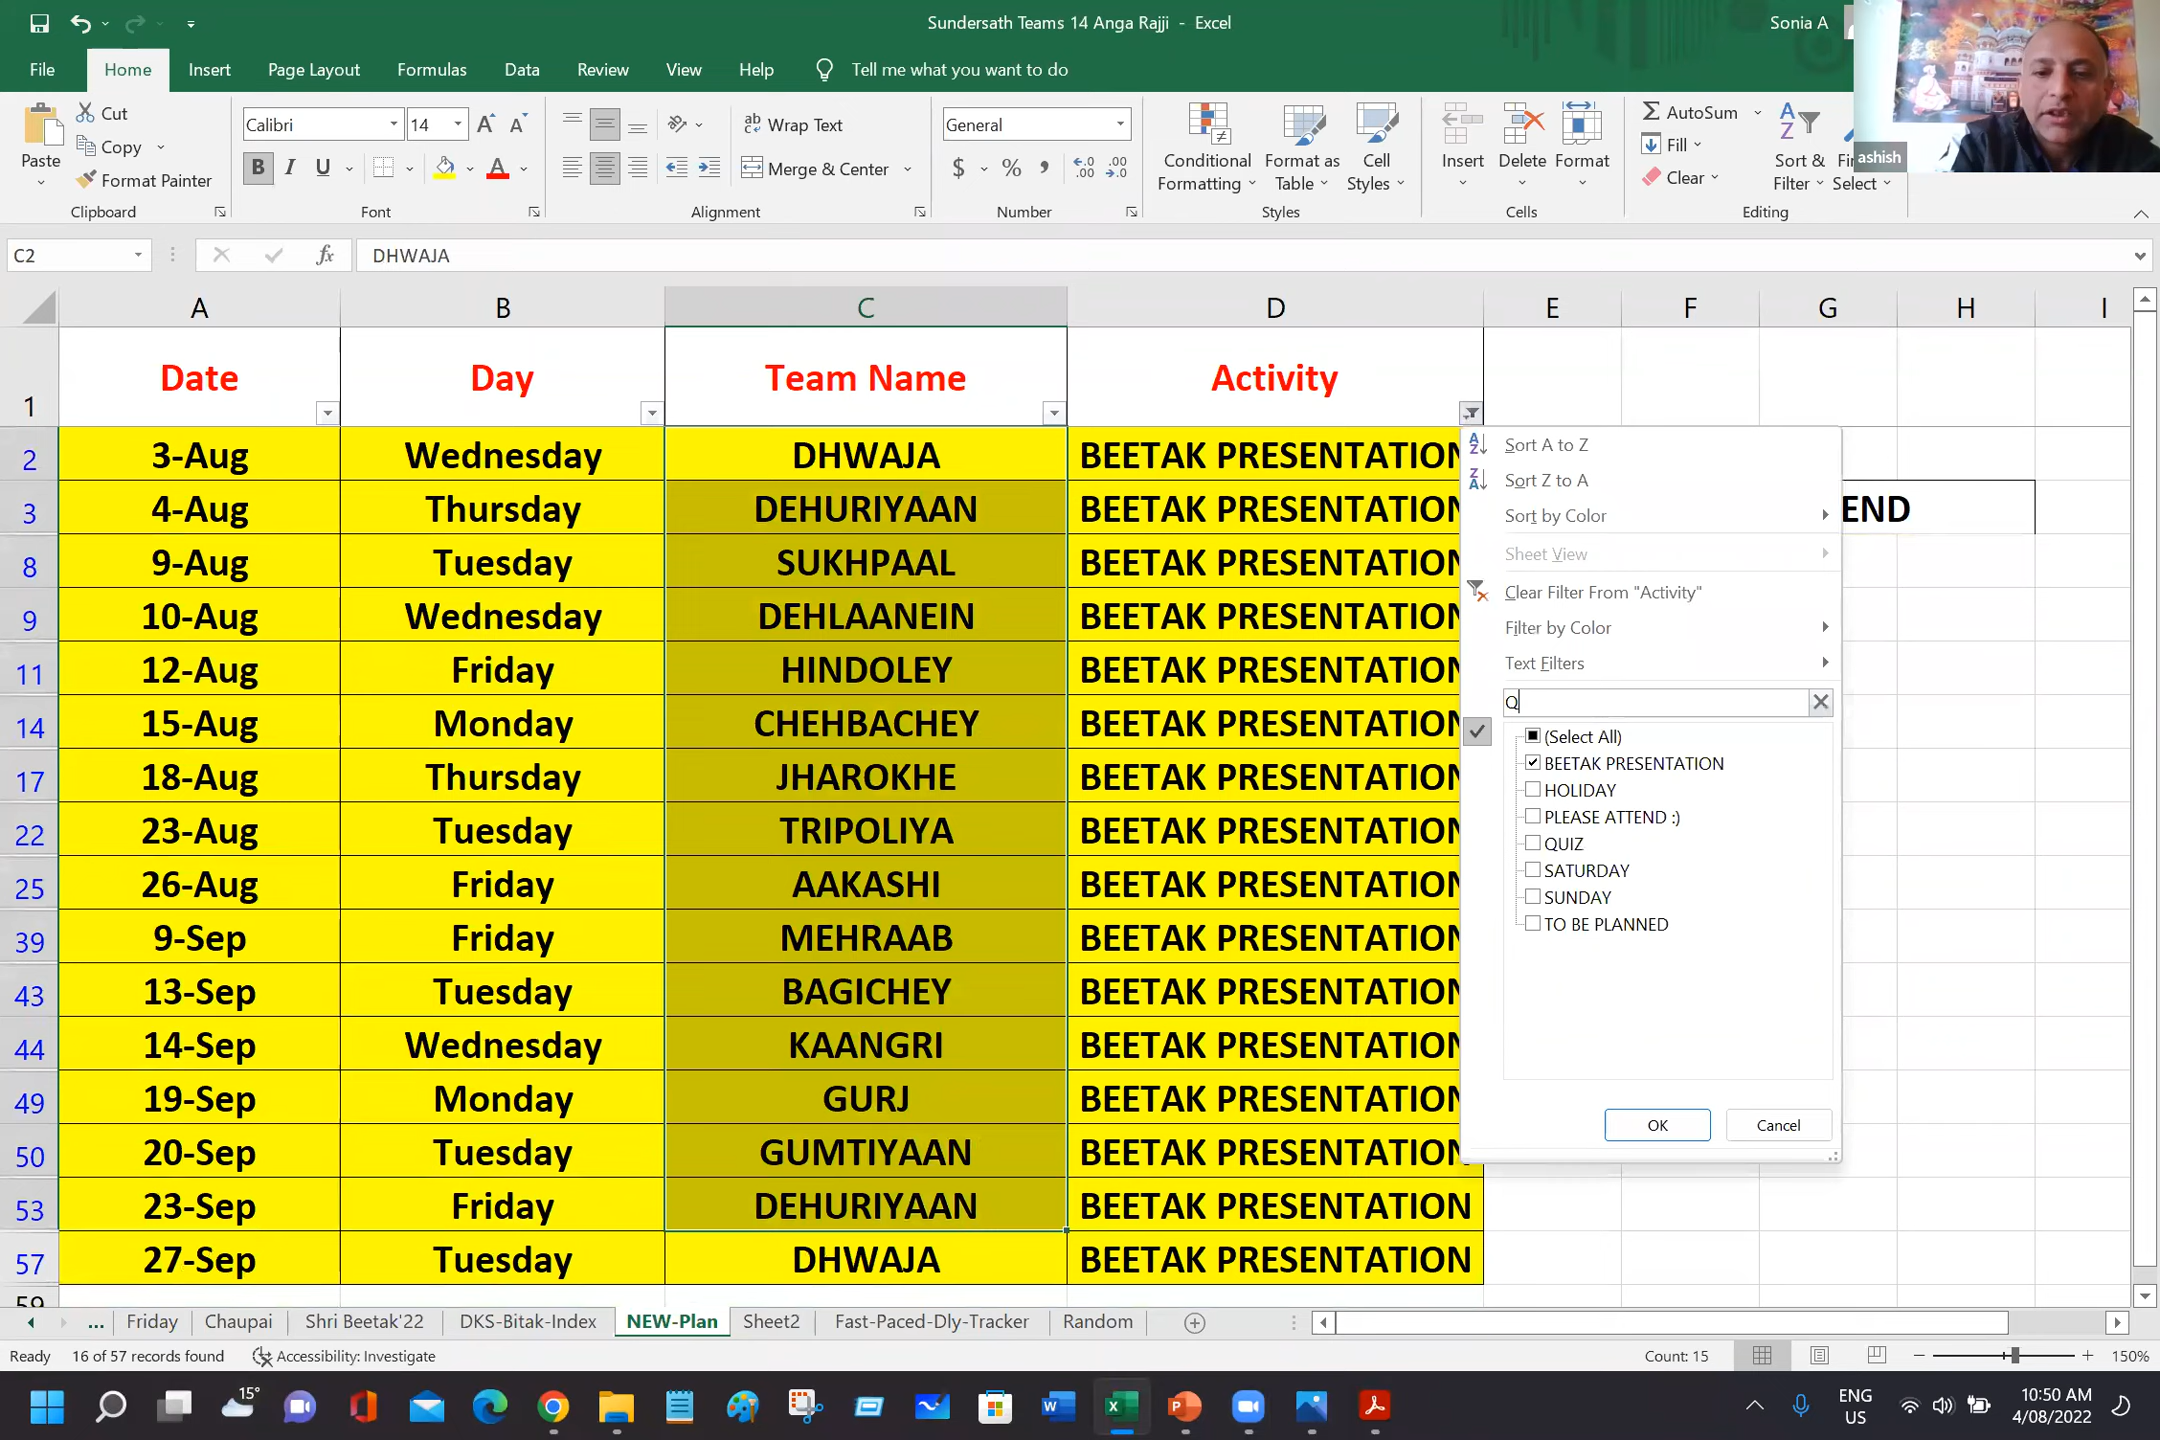 Sundersath Teams 14 Anga Rajji - Excel
Sonia A
File Home Insert Page Layout Formulas Data Review View Help Tell me what you want to do
Paste
Cut
Copy
Format Painter
Clipboard
Calibri 14
B I U
Font
Wrap Text
Merge & Center
Alignment
General
$ % ,
Number
Conditional Formatting
Format as Table
Cell Styles
Styles
Insert Delete Format
Cells
AutoSum
Fill
Clear
Sort & Filter
Select
Editing
ashish
C2 fx DHWAJA
A B C D E F G H I
1 Date Day Team Name Activity
2 3-Aug Wednesday DHWAJA BEETAK PRESENTATION
3 4-Aug Thursday DEHURIYAAN BEETAK PRESENTATION END
8 9-Aug Tuesday SUKHPAAL BEETAK PRESENTATION
9 10-Aug Wednesday DEHLAANEIN BEETAK PRESENTATION
11 12-Aug Friday HINDOLEY BEETAK PRESENTATION
14 15-Aug Monday CHEHBACHEY BEETAK PRESENTATION
17 18-Aug Thursday JHAROKHE BEETAK PRESENTATION
22 23-Aug Tuesday TRIPOLIYA BEETAK PRESENTATION
25 26-Aug Friday AAKASHI BEETAK PRESENTATION
39 9-Sep Friday MEHRAAB BEETAK PRESENTATION
43 13-Sep Tuesday BAGICHEY BEETAK PRESENTATION
44 14-Sep Wednesday KAANGRI BEETAK PRESENTATION
49 19-Sep Monday GURJ BEETAK PRESENTATION
50 20-Sep Tuesday GUMTIYAAN BEETAK PRESENTATION
53 23-Sep Friday DEHURIYAAN BEETAK PRESENTATION
57 27-Sep Tuesday DHWAJA BEETAK PRESENTATION
59
Sort A to Z
Sort Z to A
Sort by Color
Sheet View
Clear Filter From "Activity"
Filter by Color
Text Filters
Q
(Select All)
BEETAK PRESENTATION
HOLIDAY
PLEASE ATTEND :)
QUIZ
SATURDAY
SUNDAY
TO BE PLANNED
OK Cancel
... Friday Chaupai Shri Beetak'22 DKS-Bitak-Index NEW-Plan Sheet2 Fast-Paced-Dly-Tracker Random
Ready 16 of 57 records found Accessibility: Investigate Count: 15 150%
15°
ENG
US
10:50 AM
4/08/2022